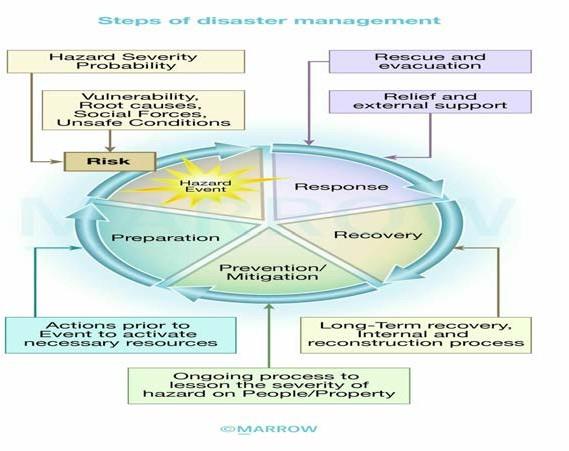 Steps of disaster management
Hazard Severity
Probability
Rescue and
evacuation
Vulnerability,
Root causes,
Social Forces,
Unsafe Conditions
Relief and
external support
Risk
Hazard
Event
Response
MARROW
Preparation
Recovery
Prevention/
Mitigation
Actions prior to
Event to activate
necessary resources
Long-Term recovery,
Internal and
reconstruction process
Ongoing process to
lesson the severity of
hazard on People/Property
©MARROW